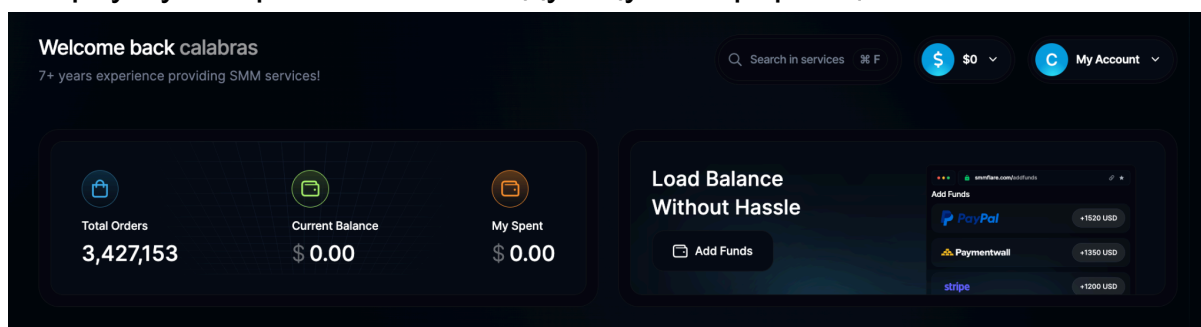 Welcome back calabras
7+ years experience providing SMM services!
Search in services ⌘ F
$ $0
C My Account
Total Orders
3,427,153
Current Balance
$ 0.00
My Spent
$ 0.00
Load Balance
Without Hassle
Add Funds
smmflare.com/addfunds
Add Funds
PayPal +1520 USD
Paymentwall +1350 USD
stripe +1200 USD